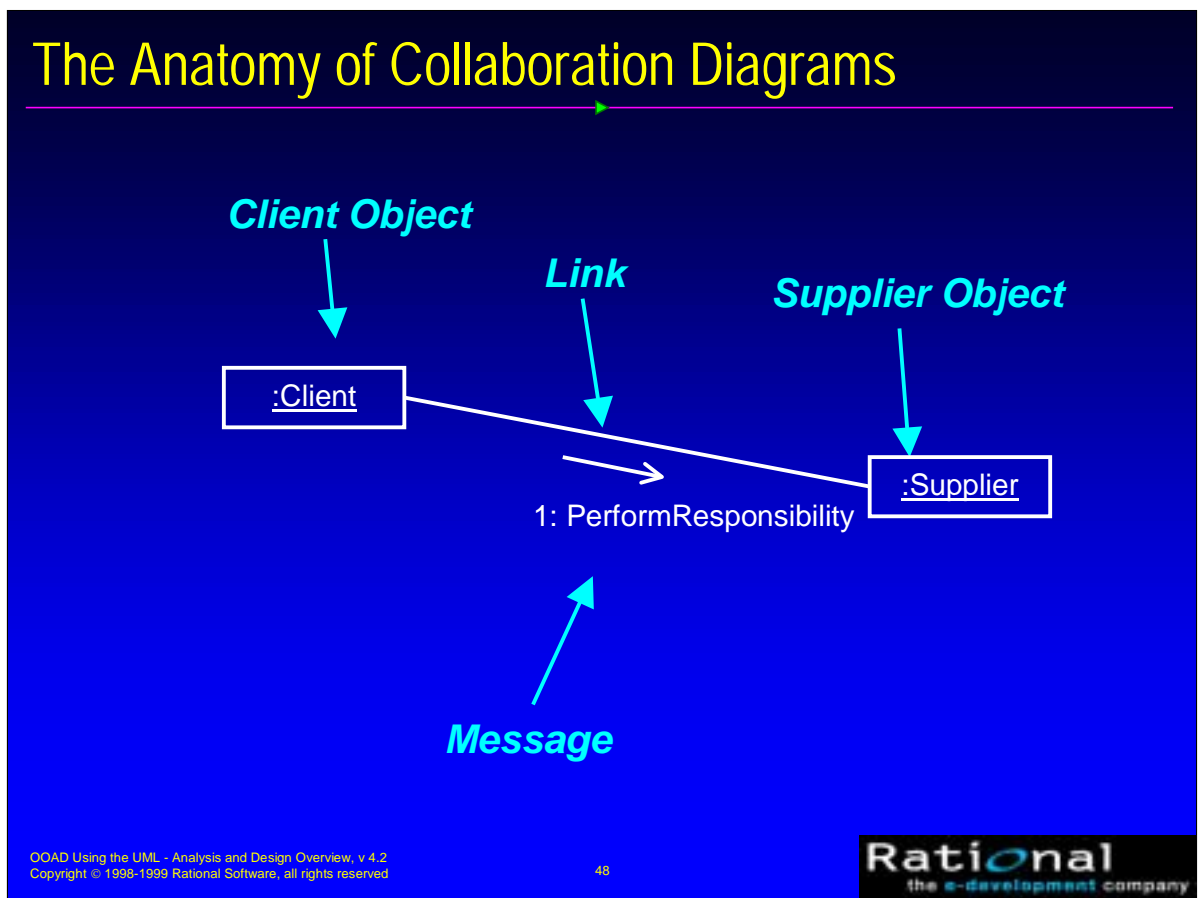 The Anatomy of Collaboration Diagrams
Client Object
Link
Supplier Object
:Client
:Supplier
1: PerformResponsibility
Message
OOAD Using the UML - Analysis and Design Overview, v 4.2
Copyright © 1998-1999 Rational Software, all rights reserved
48
Rational
the e-development company